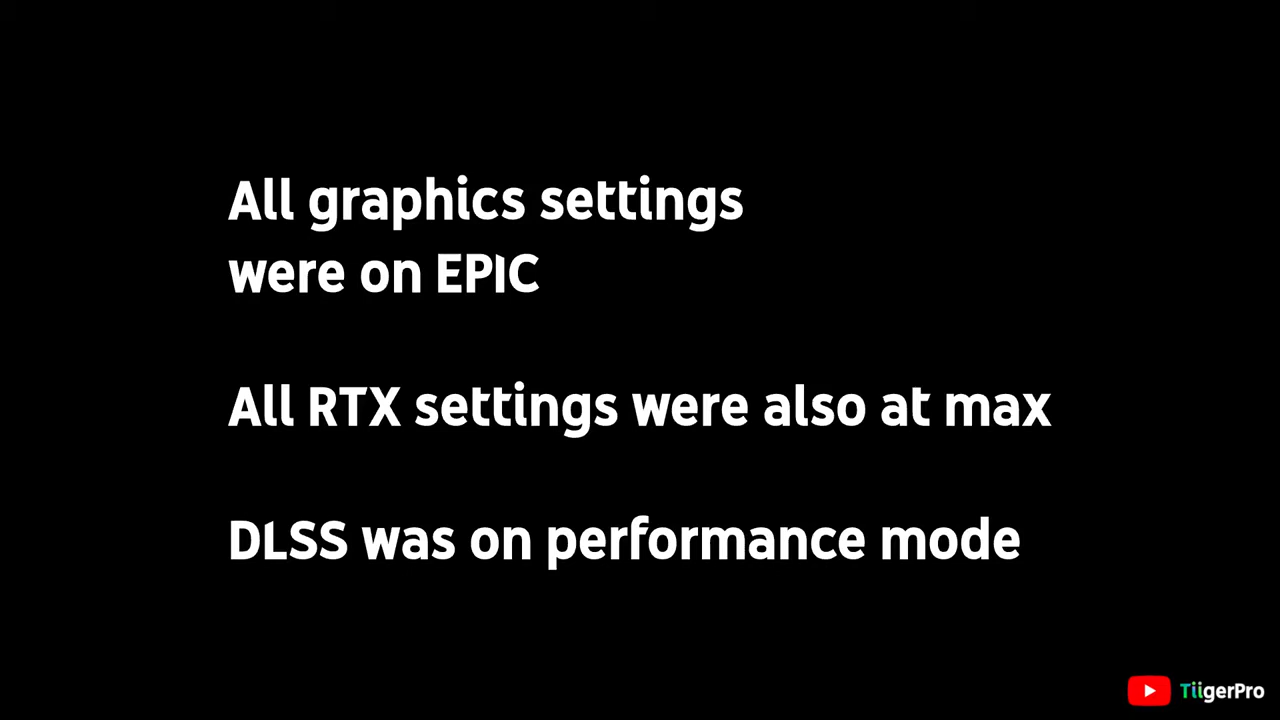 All graphics settings
were on EPIC
All RTX settings were also at max
DLSS was on performance mode
TiigerPro